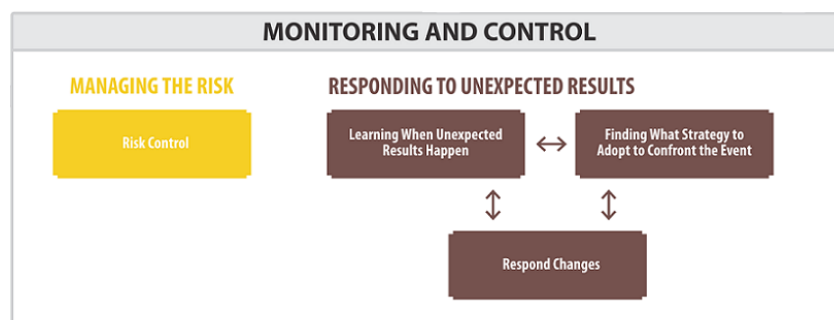 MONITORING AND CONTROL
MANAGING THE RISK
RESPONDING TO UNEXPECTED RESULTS
Risk Control
Learning When Unexpected
Results Happen
Finding What Strategy to
Adopt to Confront the Event
Respond Changes